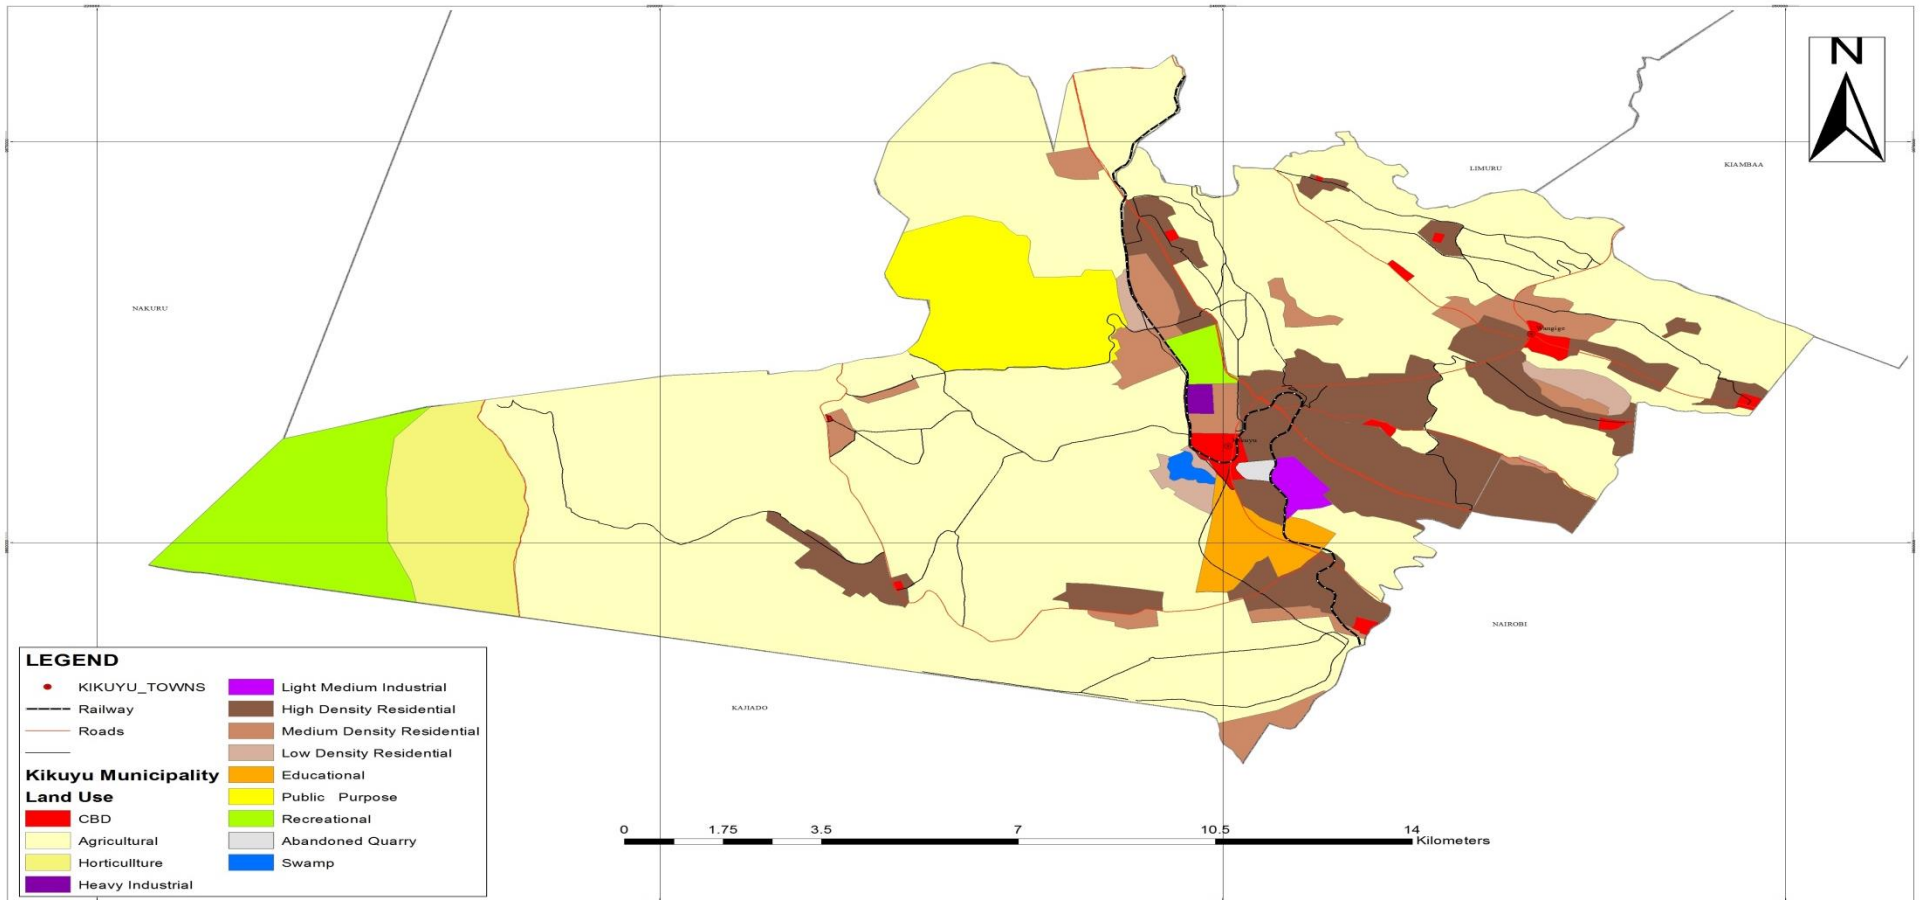 N
LIMURU
KIAMBAA
NAKURU
NAIROBI
KAJIADO
LEGEND
KIKUYU_TOWNS
Railway
Roads
Kikuyu Municipality
Land Use
CBD
Agricultural
Horticullture
Heavy Industrial
Light Medium Industrial
High Density Residential
Medium Density Residential
Low Density Residential
Educational
Public Purpose
Recreational
Abandoned Quarry
Swamp
0 1.75 3.5 7 10.5 14
Kilometers